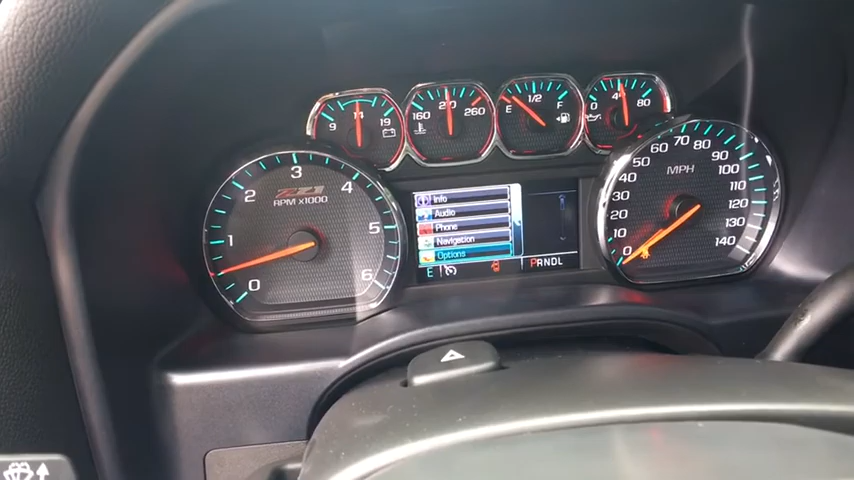 9 14 19
160 210 260
E 1/2 F
0 40 80
Z71
RPM x1000
0 1 2 3 4 5 6
Info
Audio
Phone
Navigation
Options
E
PRNDL
MPH
0 10 20 30 40 50 60 70 80 90 100 110 120 130 140